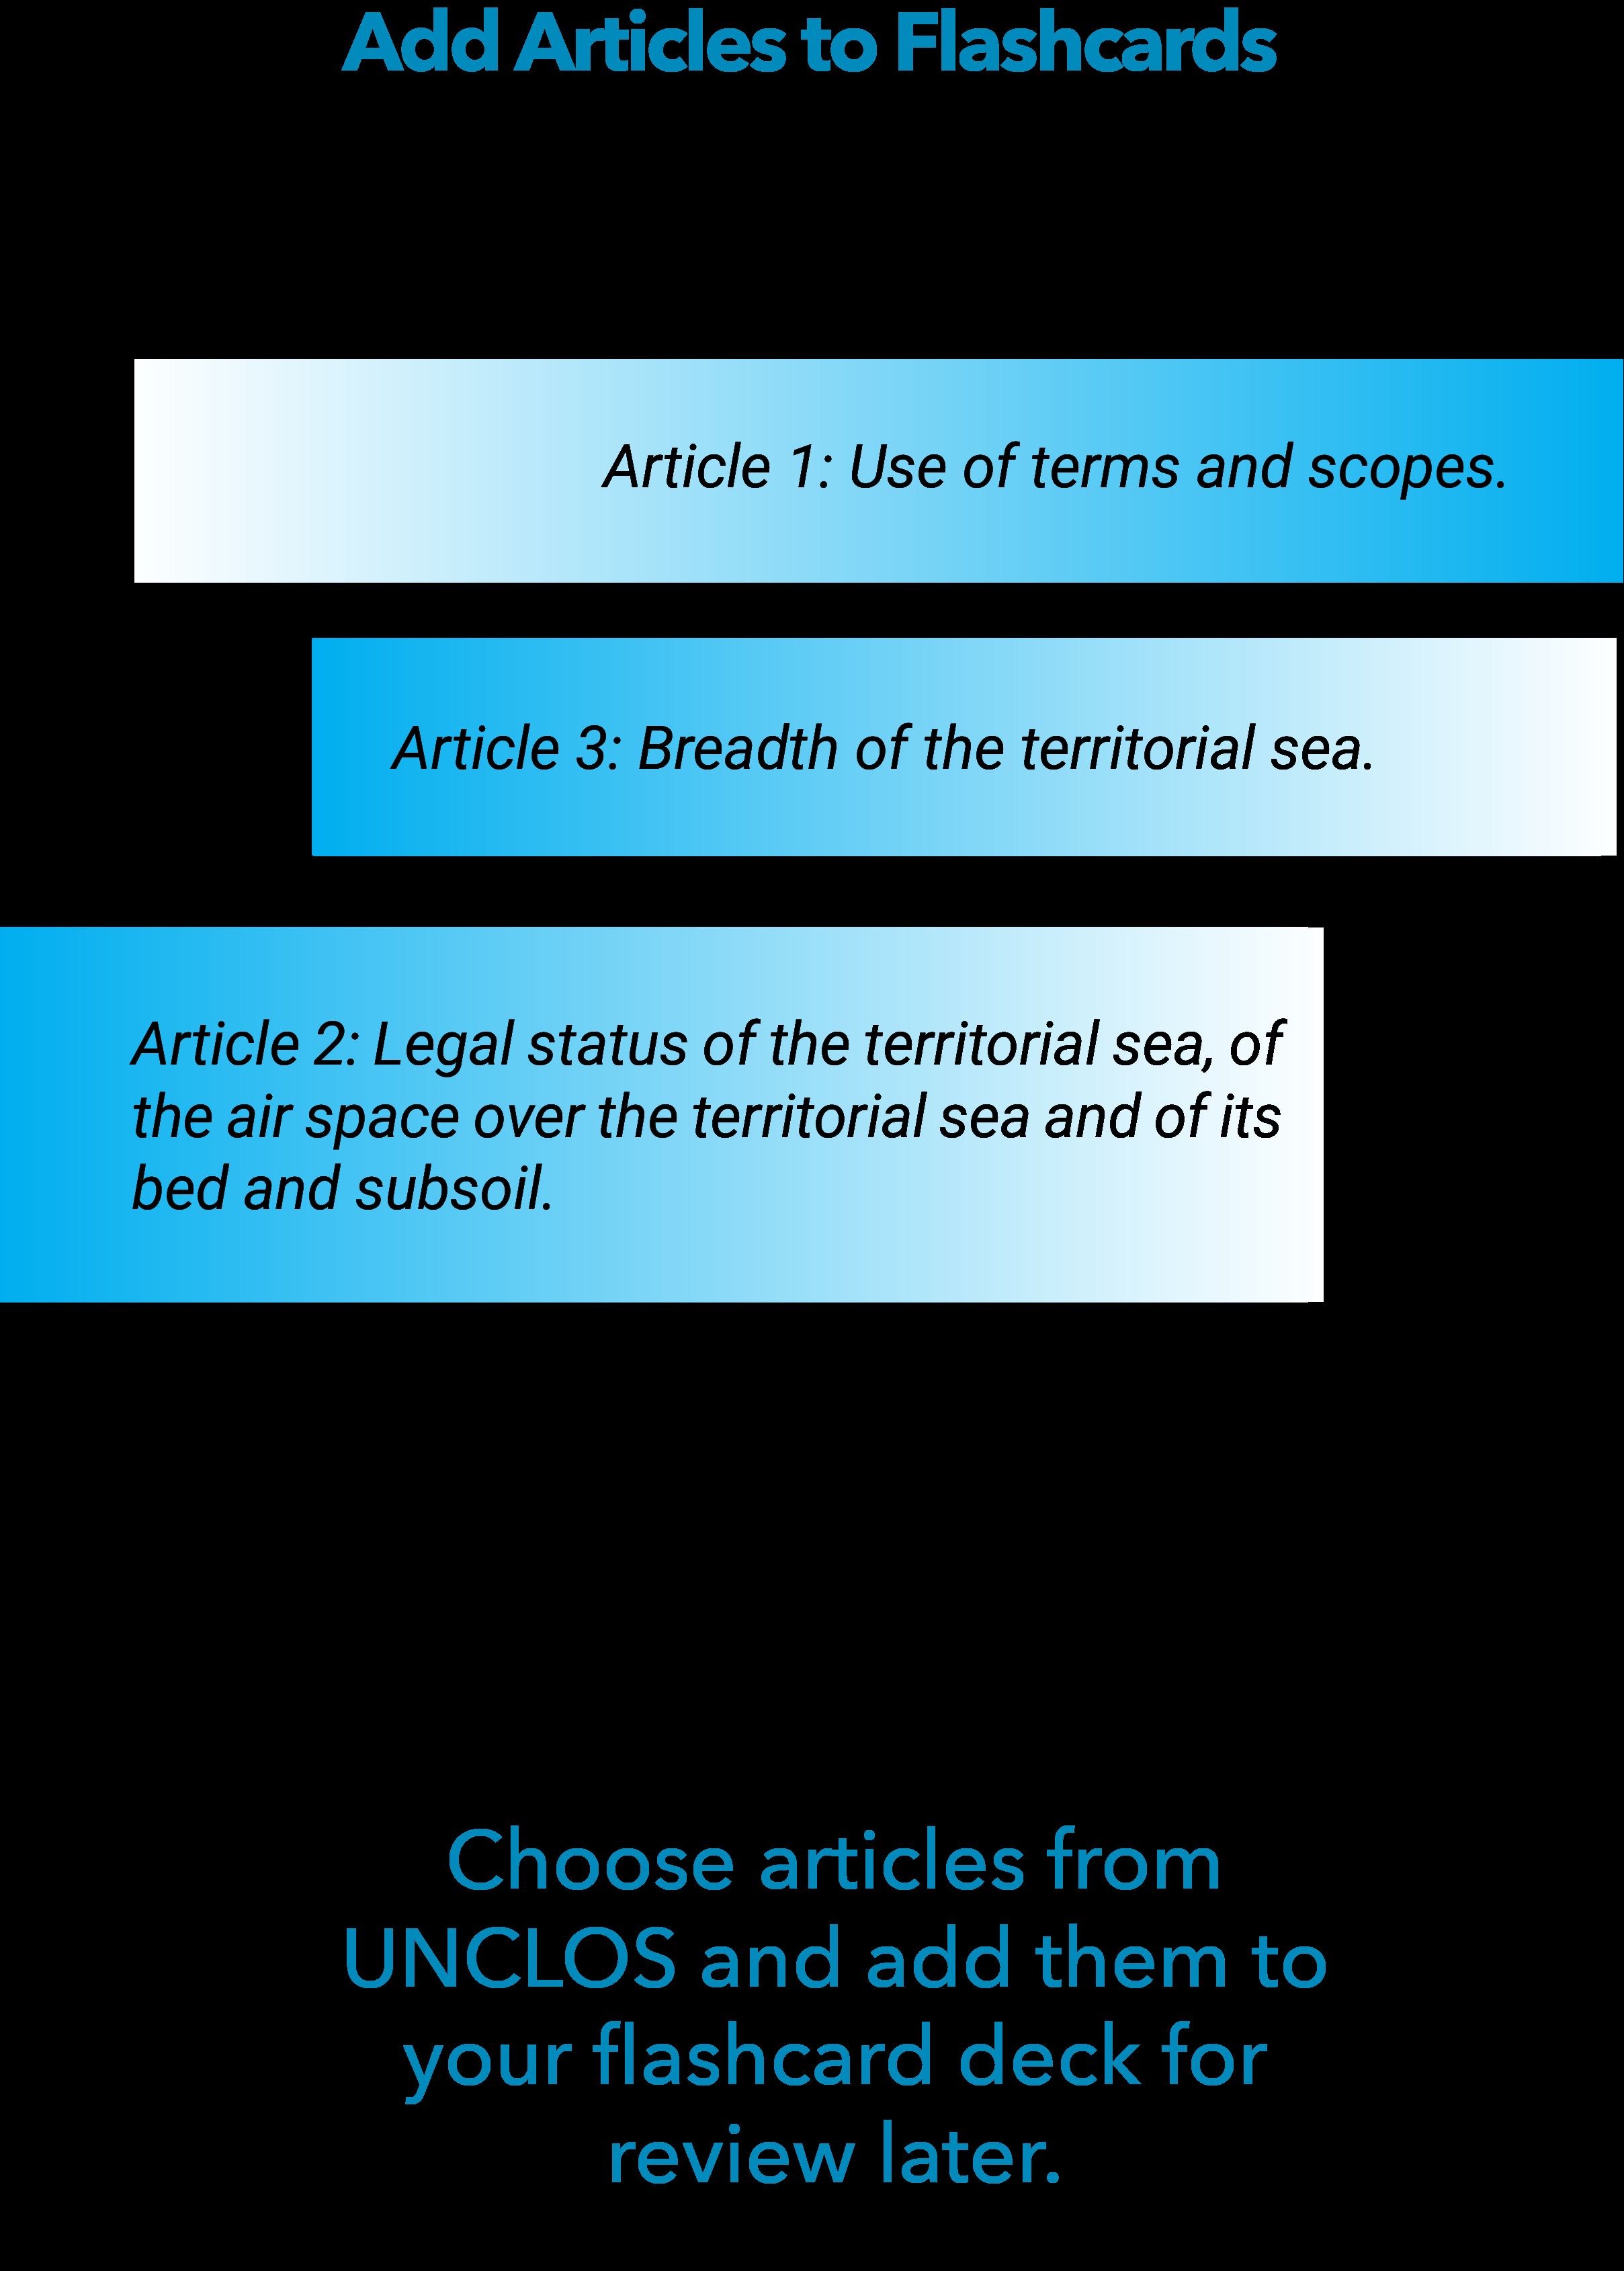 Add Articles to Flashcards
Article 1: Use of terms and scopes.
Article 3: Breadth of the territorial sea.
Article 2: Legal status of the territorial sea, of
the air space over the territorial sea and of its
bed and subsoil.
Choose articles from
UNCLOS and add them to
your flashcard deck for
review later.